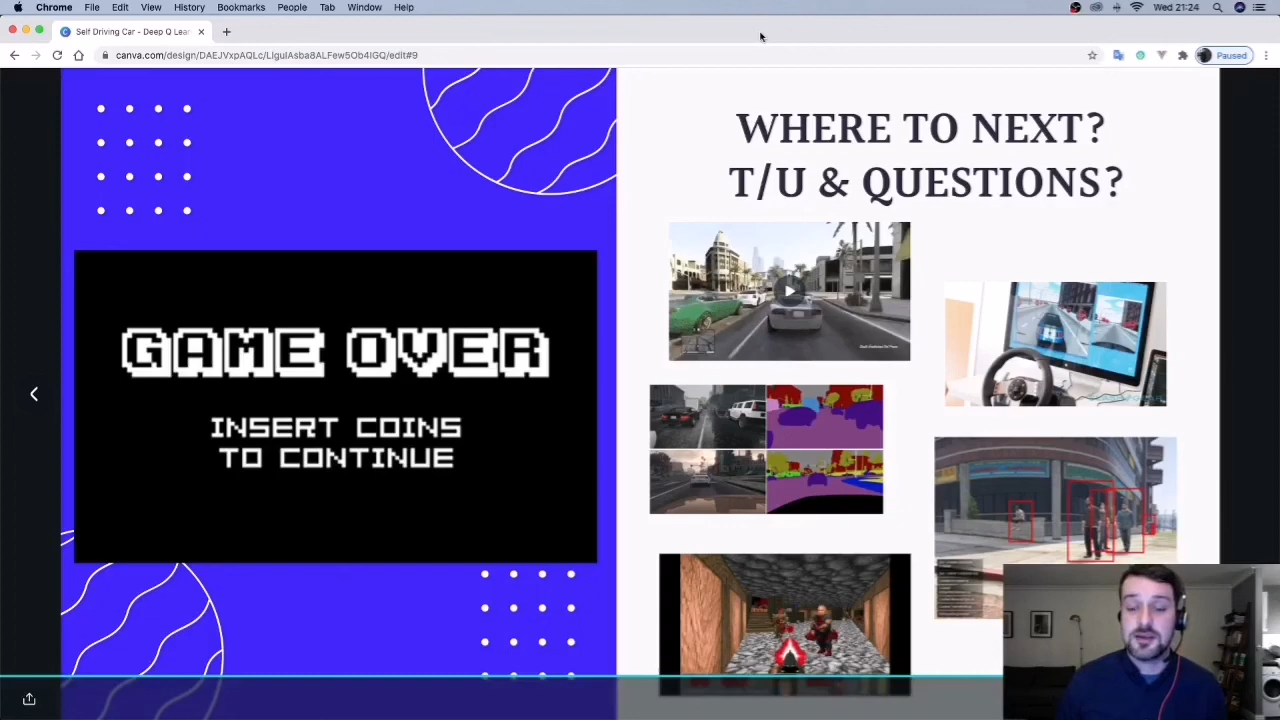 Chrome File Edit View History Bookmarks People Tab Window Help Wed 21:24
Self Driving Car - Deep Q Lear
canva.com/design/DAEJVxpAQLc/LIguIAsba8ALFew5Ob4IGQ/edit#9 Paused
WHERE TO NEXT?
T/U & QUESTIONS?
GAME OVER
INSERT COINS
TO CONTINUE